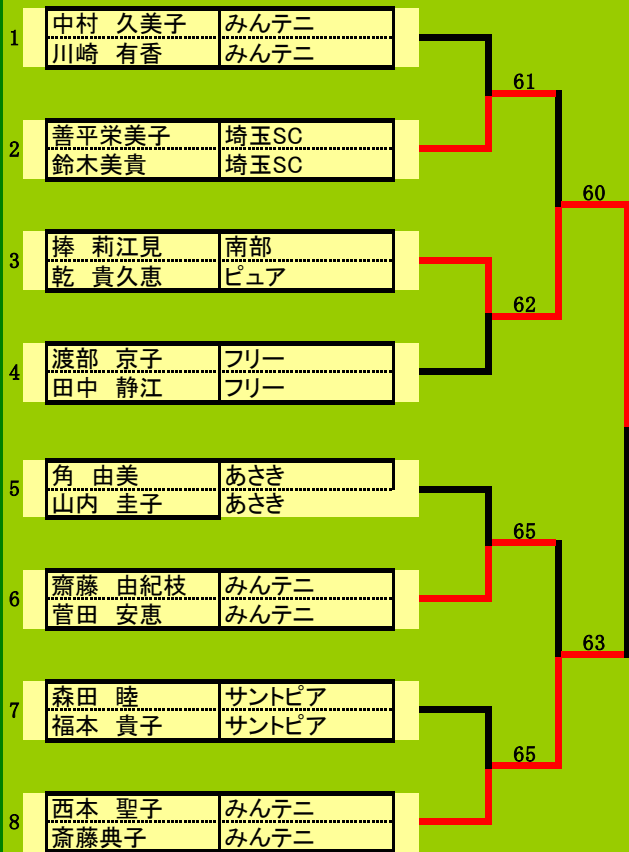 1
中村 久美子 みんテニ
川崎 有香 みんテニ
61
2
善平栄美子 埼玉SC
鈴木美貴 埼玉SC
60
3
捧 莉江見 南部
乾 貴久恵 ピュア
62
4
渡部 京子 フリー
田中 静江 フリー
5
角 由美 あさき
山内 圭子 あさき
65
6
齋藤 由紀枝 みんテニ
菅田 安恵 みんテニ
63
7
森田 睦 サントピア
福本 貴子 サントピア
65
8
西本 聖子 みんテニ
斎藤典子 みんテニ